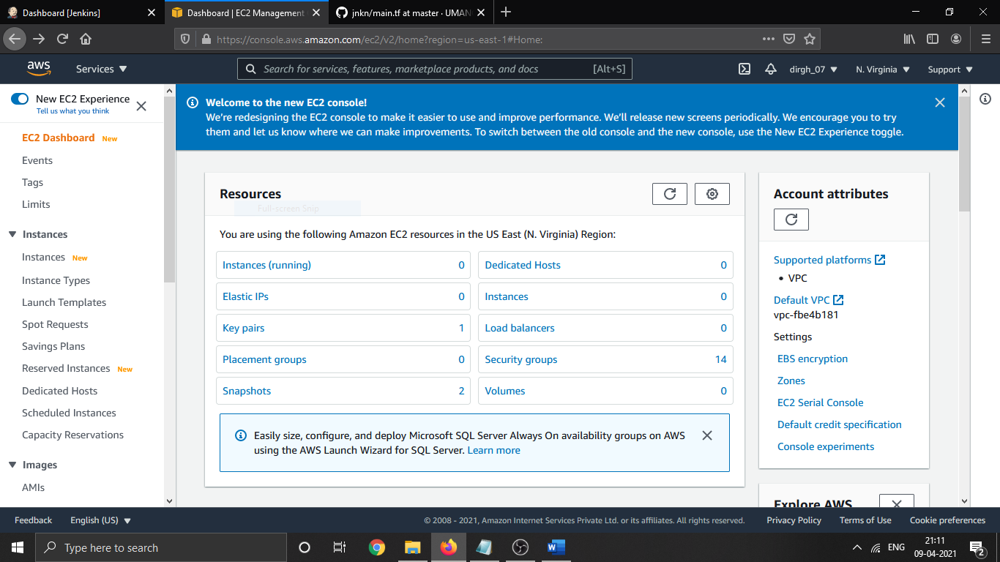 Dashboard [Jenkins]
Dashboard | EC2 Management
jnkn/main.tf at master · UMAN
https://console.aws.amazon.com/ec2/v2/home?region=us-east-1#Home:
aws
Services
Search for services, features, marketplace products, and docs
[Alt+S]
dirgh_07
N. Virginia
Support
New EC2 Experience
Tell us what you think
EC2 Dashboard New
Events
Tags
Limits
Instances
Instances New
Instance Types
Launch Templates
Spot Requests
Savings Plans
Reserved Instances New
Dedicated Hosts
Scheduled Instances
Capacity Reservations
Images
AMIs
Welcome to the new EC2 console!
We're redesigning the EC2 console to make it easier to use and improve performance. We'll release new screens periodically. We encourage you to try
them and let us know where we can make improvements. To switch between the old console and the new console, use the New EC2 Experience toggle.
Resources
Full-screen Snip
You are using the following Amazon EC2 resources in the US East (N. Virginia) Region:
Instances (running) 0
Dedicated Hosts 0
Elastic IPs 0
Instances 0
Key pairs 1
Load balancers 0
Placement groups 0
Security groups 14
Snapshots 2
Volumes 0
Easily size, configure, and deploy Microsoft SQL Server Always On availability groups on AWS
using the AWS Launch Wizard for SQL Server. Learn more
Account attributes
Supported platforms
• VPC
Default VPC
vpc-fbe4b181
Settings
EBS encryption
Zones
EC2 Serial Console
Default credit specification
Console experiments
Explore AWS
Feedback
English (US)
© 2008 - 2021, Amazon Internet Services Private Ltd. or its affiliates. All rights reserved.
Privacy Policy
Terms of Use
Cookie preferences
Type here to search
ENG
21:11
09-04-2021
2